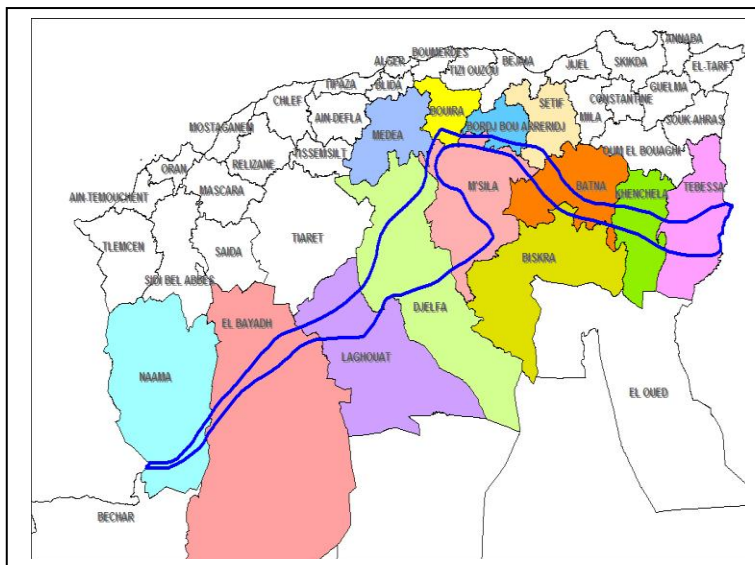 ANNABA
BOUMERDES
ALGER
BEJAIA
JIJEL
SKIKDA
EL-TARF
TIZI OUZOU
TIPAZA
BLIDA
GUELMA
CHLEF
BOUIRA
SETIF
CONSTANTINE
AIN-DEFLA
MEDEA
BORDJ BOU ARRERIDJ
MILA
SOUK AHRAS
MOSTAGANEM
TISSEMSILT
OUM EL BOUAGHI
ORAN
RELIZANE
MASCARA
M'SILA
BATNA
KHENCHELA
TEBESSA
AIN-TEMOUCHENT
TLEMCEN
SAIDA
TIARET
BISKRA
SIDI BEL ABBES
DJELFA
EL BAYADH
LAGHOUAT
NAAMA
EL OUED
BECHAR